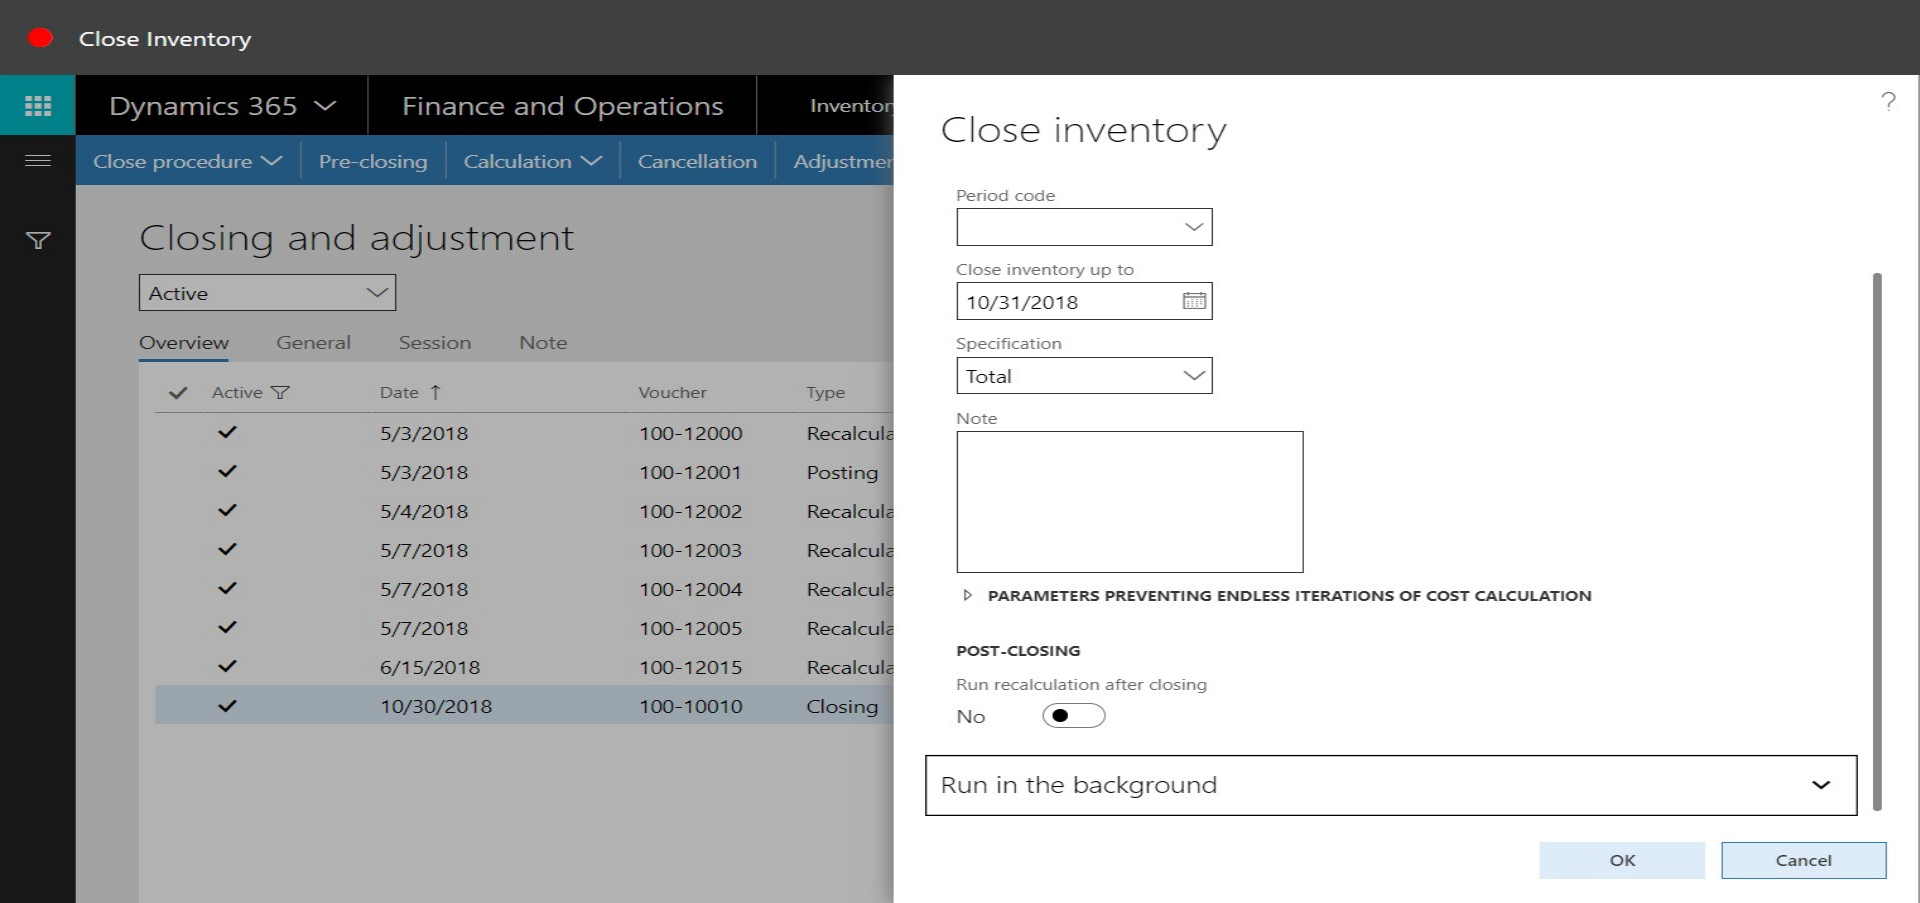 Close Inventory
Dynamics 365
Finance and Operations
Inventory
?
Close procedure
Pre-closing
Calculation
Cancellation
Adjustmen
Closing and adjustment
Active
Overview
General
Session
Note
Active
Date ↑
Voucher
Type
5/3/2018
100-12000
Recalcula
5/3/2018
100-12001
Posting
5/4/2018
100-12002
Recalcula
5/7/2018
100-12003
Recalcula
5/7/2018
100-12004
Recalcula
5/7/2018
100-12005
Recalcula
6/15/2018
100-12015
Recalcula
10/30/2018
100-10010
Closing
Close inventory
Period code
Close inventory up to
10/31/2018
Specification
Total
Note
PARAMETERS PREVENTING ENDLESS ITERATIONS OF COST CALCULATION
POST-CLOSING
Run recalculation after closing
No
Run in the background
OK
Cancel